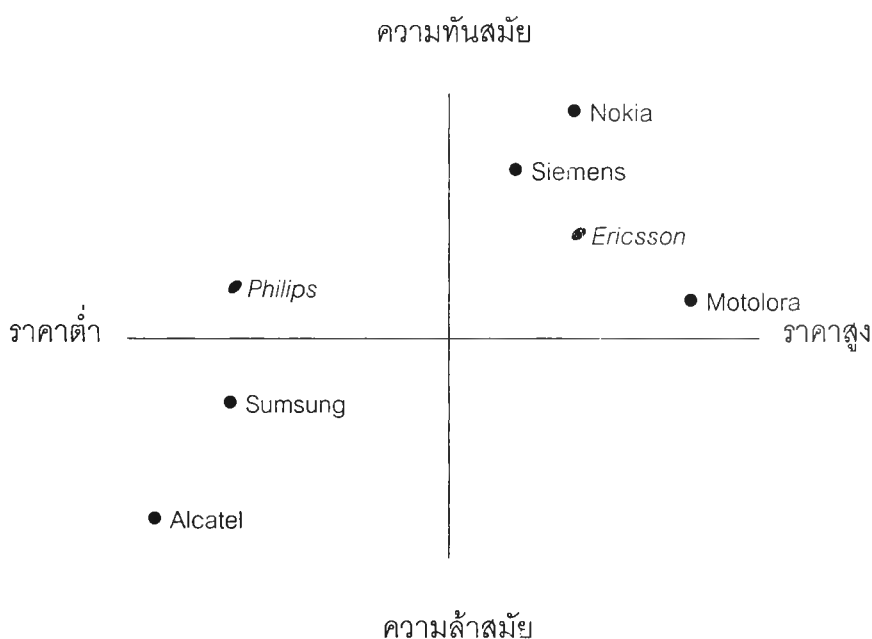 ความทันสมัย
Nokia
Siemens
Ericsson
Philips
Motolora
ราคาต่ำ
ราคาสูง
Sumsung
Alcatel
ความล้าสมัย